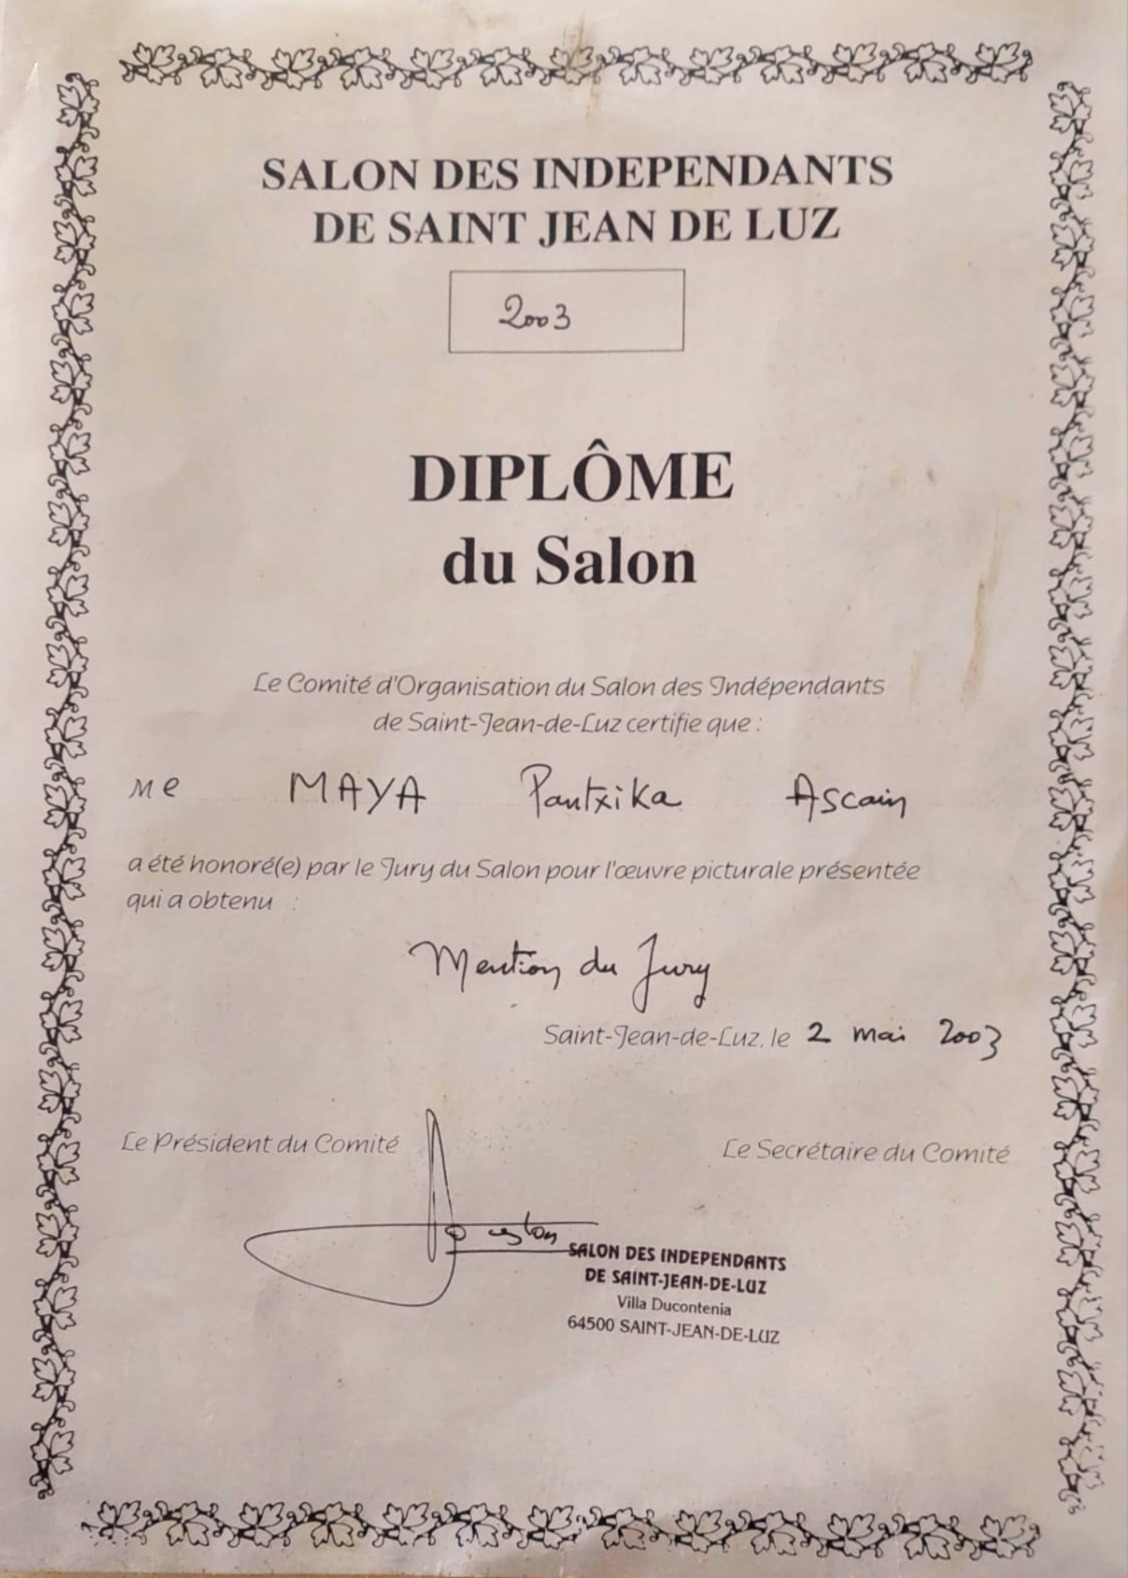 SALON DES INDEPENDANTS
DE SAINT JEAN DE LUZ
2003
DIPLÔME
du Salon
Le Comité d'Organisation du Salon des Indépendants
de Saint-Jean-de-Luz certifie que :
Me MAYA Pantxika Ascain
a été honoré(e) par le Jury du Salon pour l'œuvre picturale présentée
qui a obtenu :
Mention du Jury
Saint-Jean-de-Luz, le 2 mai 2003
Le Président du Comité
Le Secrétaire du Comité
SALON DES INDEPENDANTS
DE SAINT-JEAN-DE-LUZ
Villa Ducontenia
64500 SAINT-JEAN-DE-LUZ